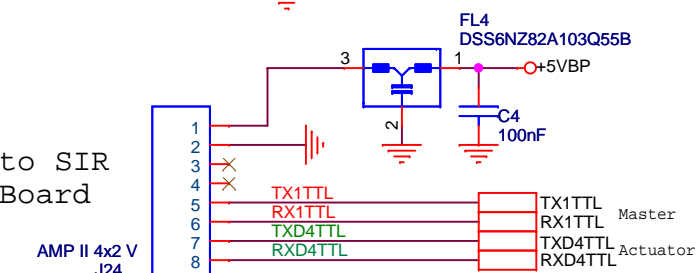 FL4
DSS6NZ82A103Q55B
3
1
+5VBP
2
C4
100nF
to SIR
Board
1
2
3
4
5
6
7
8
TX1TTL
RX1TTL
TXD4TTL
RXD4TTL
TX1TTL
RX1TTL
TXD4TTL
RXD4TTL
Master
Actuator
AMP II 4x2 V
J24